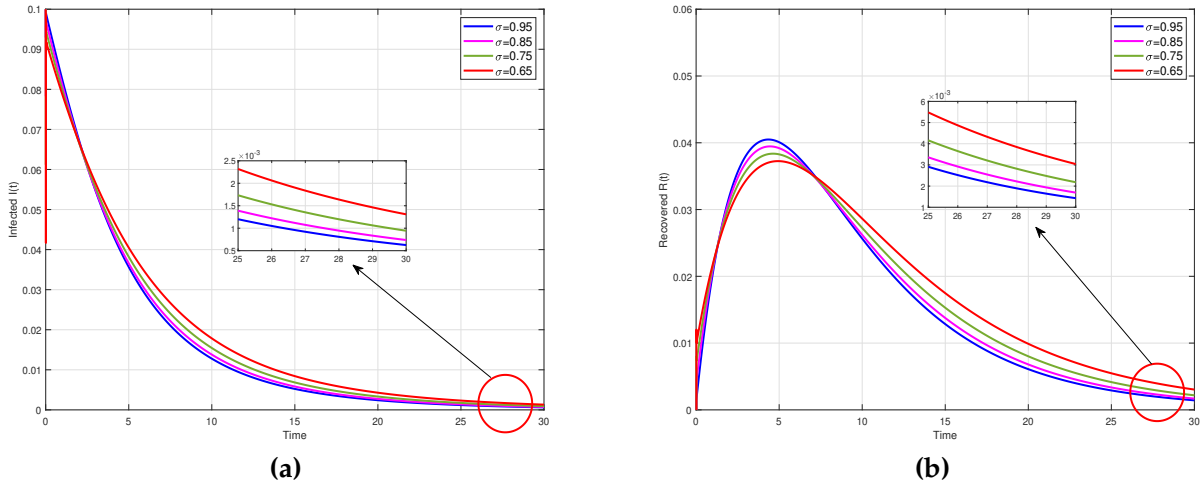 0.1
0.09
0.08
0.07
0.06
0.05
0.04
0.03
0.02
0.01
0
Infected I(t)
0 5 10 15 20 25 30
Time
σ=0.95
σ=0.85
σ=0.75
σ=0.65
×10⁻³
2.5
2
1.5
1
0.5
25 26 27 28 29 30
(a)
0.06
0.05
0.04
0.03
0.02
0.01
0
Recovered R(t)
0 5 10 15 20 25 30
Time
σ=0.95
σ=0.85
σ=0.75
σ=0.65
×10⁻³
6
5
4
3
2
1
25 26 27 28 29 30
(b)